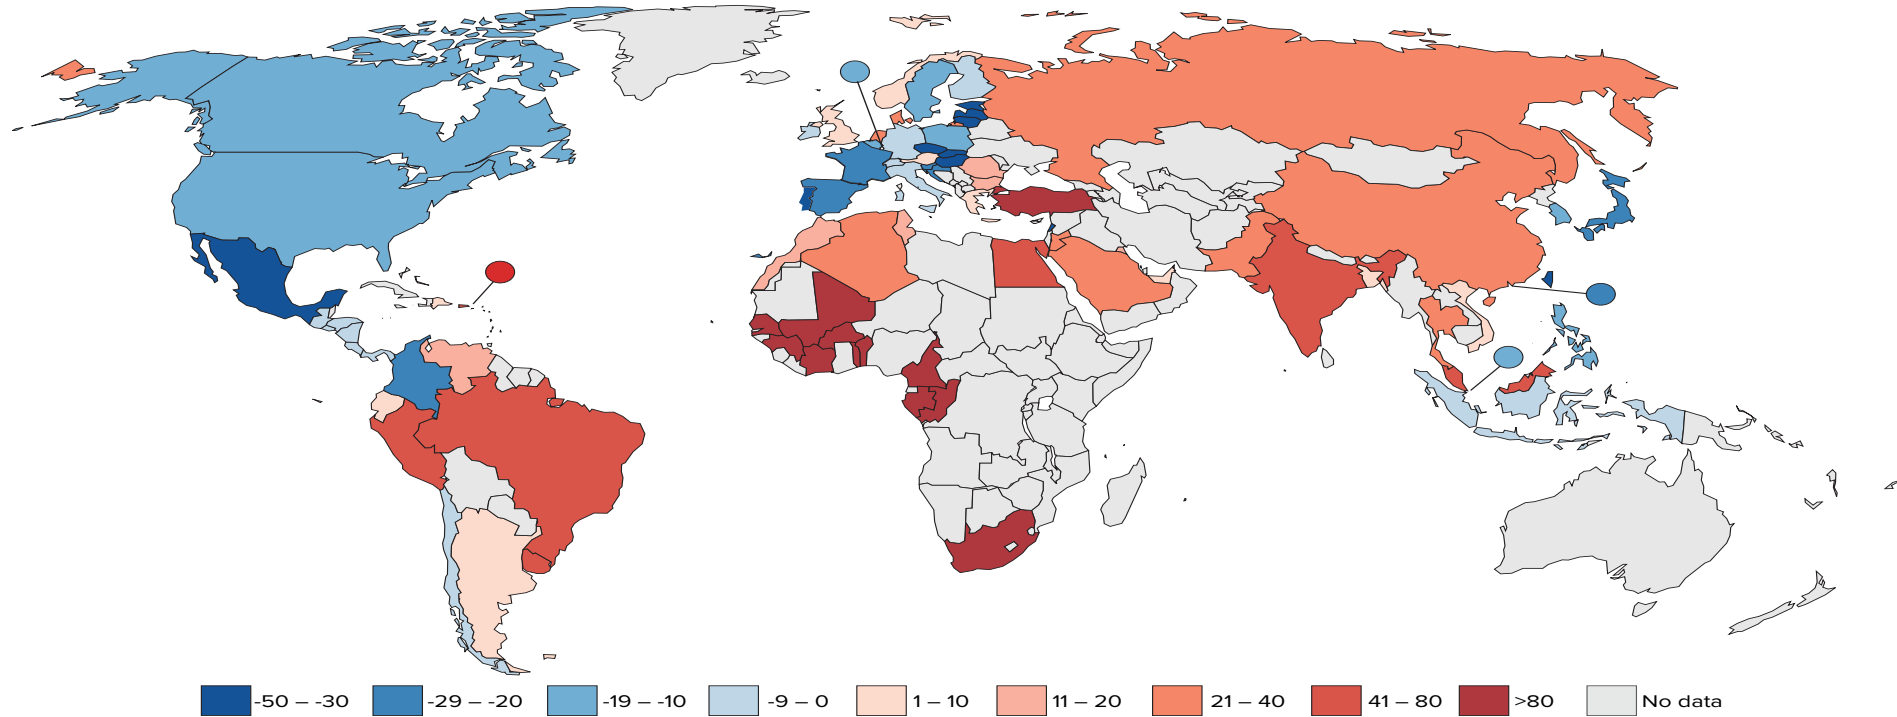 -50 – -30 -29 – -20 -19 – -10 -9 – 0 1 – 10 11 – 20 21 – 40 41 – 80 >80 No data